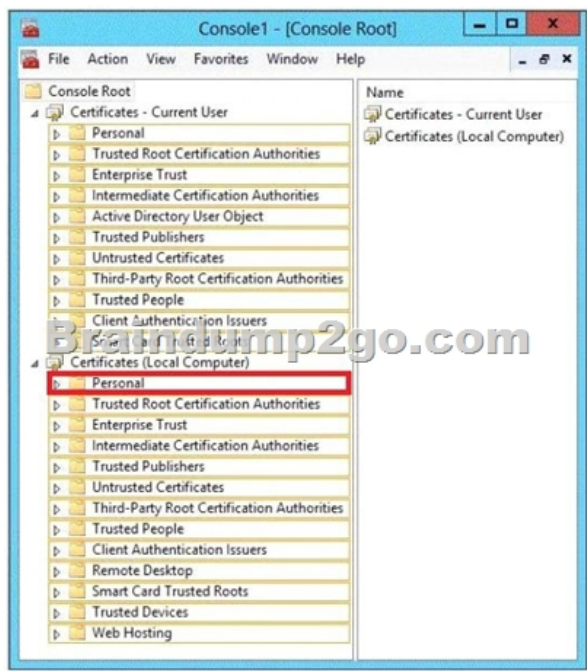 Console1 - [Console Root]
File Action View Favorites Window Help
Console Root
Certificates - Current User
Personal
Trusted Root Certification Authorities
Enterprise Trust
Intermediate Certification Authorities
Active Directory User Object
Trusted Publishers
Untrusted Certificates
Third-Party Root Certification Authorities
Trusted People
Client Authentication Issuers
Smart Card Trusted Roots
Certificates (Local Computer)
Personal
Trusted Root Certification Authorities
Enterprise Trust
Intermediate Certification Authorities
Trusted Publishers
Untrusted Certificates
Third-Party Root Certification Authorities
Trusted People
Client Authentication Issuers
Remote Desktop
Smart Card Trusted Roots
Trusted Devices
Web Hosting
Name
Certificates - Current User
Certificates (Local Computer)
Braindump2go.com